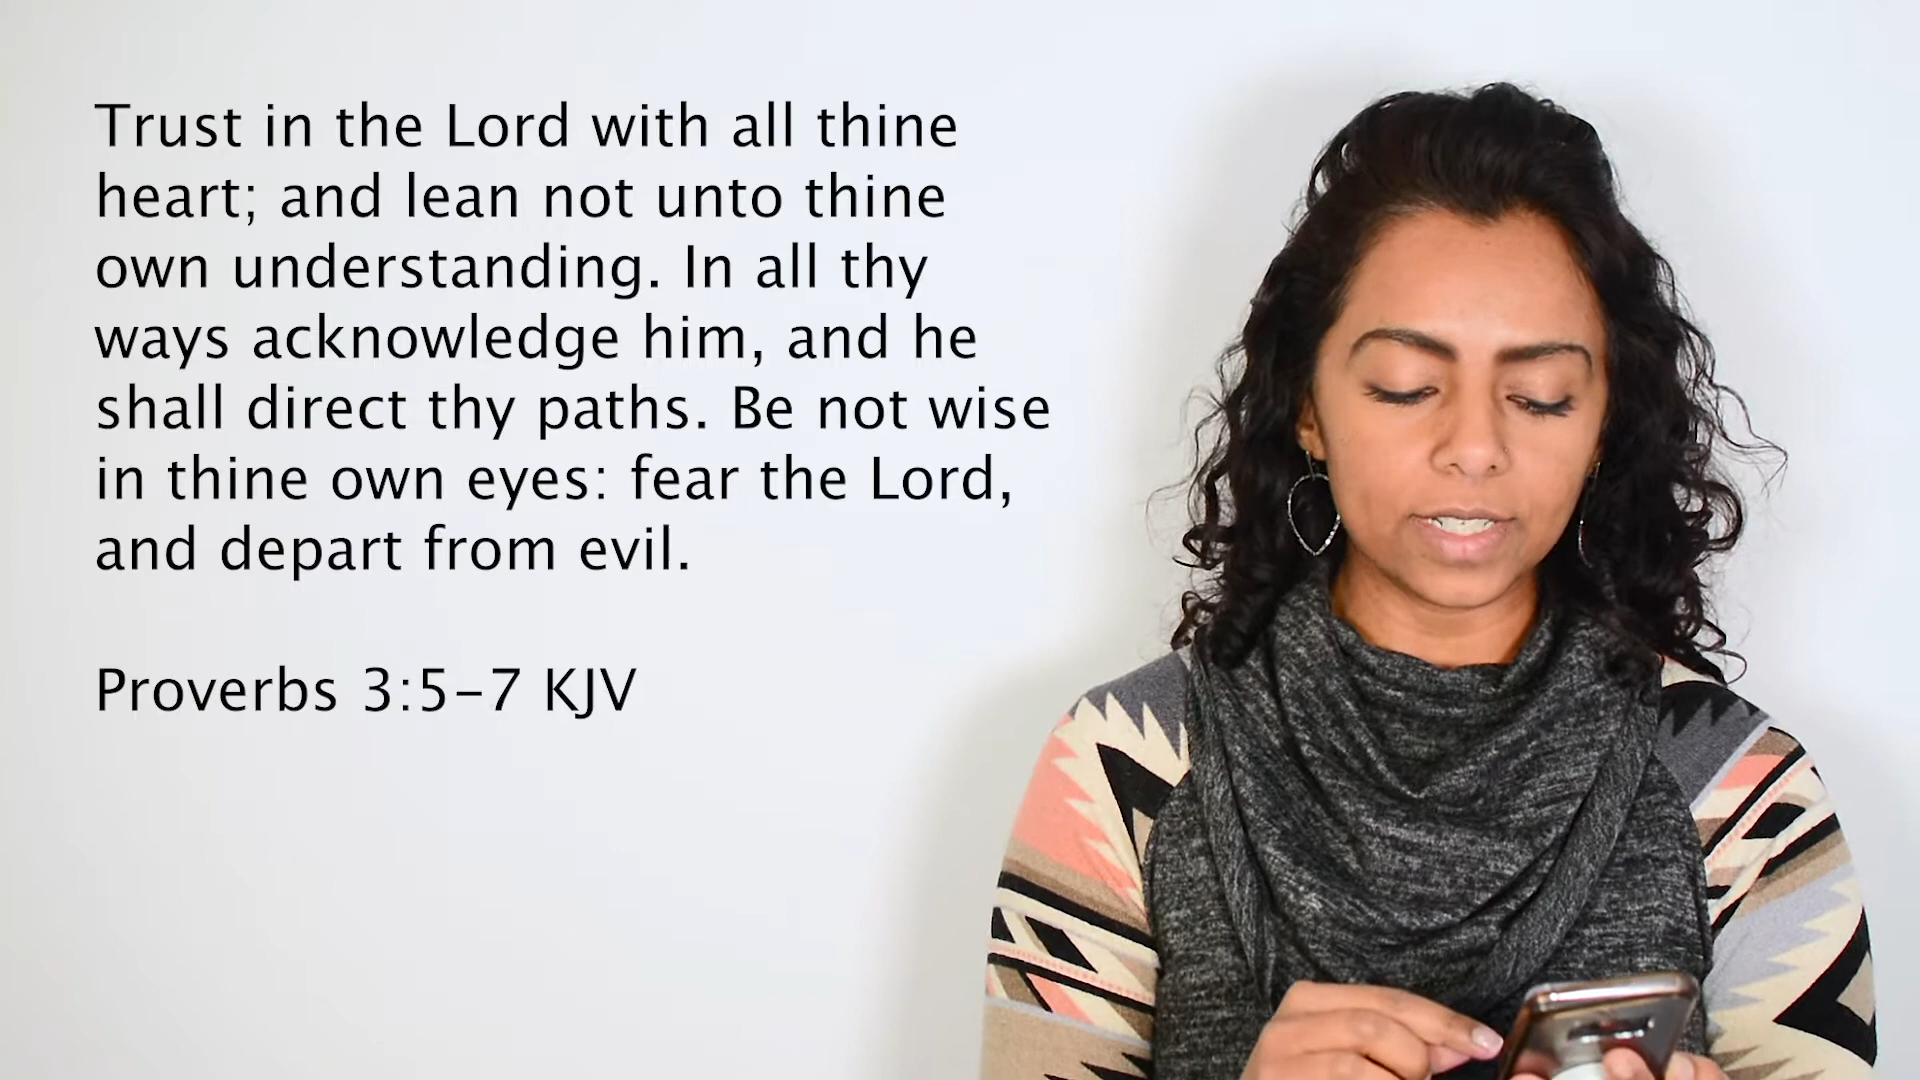 Trust in the Lord with all thine
heart; and lean not unto thine
own understanding. In all thy
ways acknowledge him, and he
shall direct thy paths. Be not wise
in thine own eyes: fear the Lord,
and depart from evil.
Proverbs 3:5-7 KJV